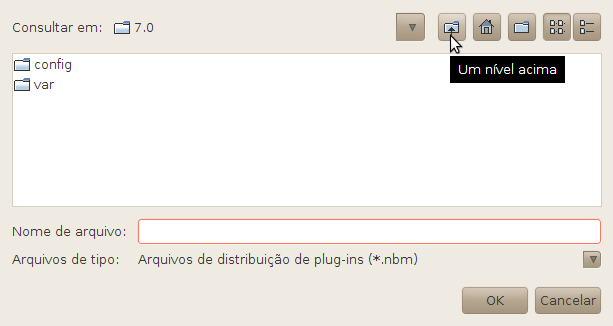 Consultar em: 7.0
Um nível acima
config
var
Nome de arquivo:
Arquivos de tipo: Arquivos de distribuição de plug-ins (*.nbm)
OK Cancelar